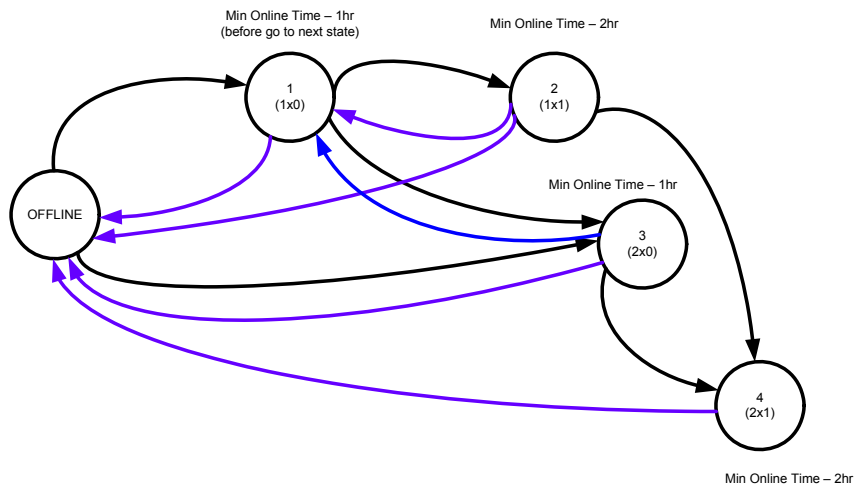 Min Online Time – 1hr
(before go to next state)
Min Online Time – 2hr
1
(1x0)
2
(1x1)
Min Online Time – 1hr
OFFLINE
3
(2x0)
4
(2x1)
Min Online Time – 2hr